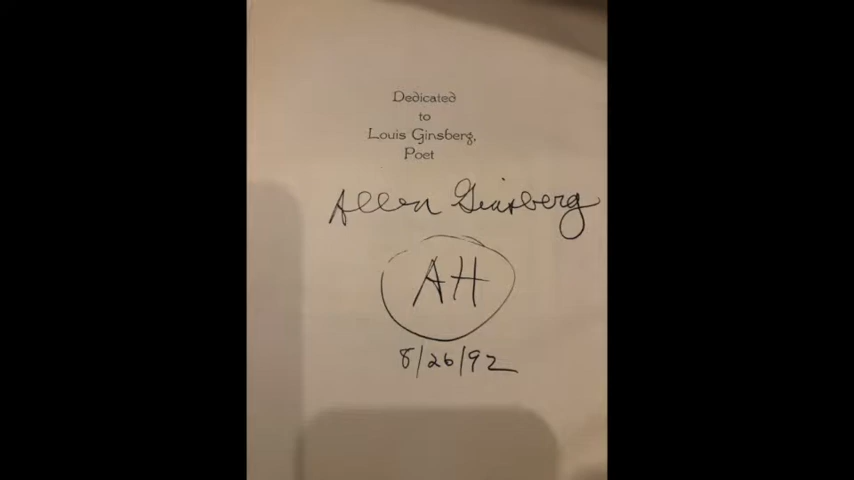 Dedicated
to
Louis Ginsberg,
Poet
Allen Ginsberg
AH
8/26/92